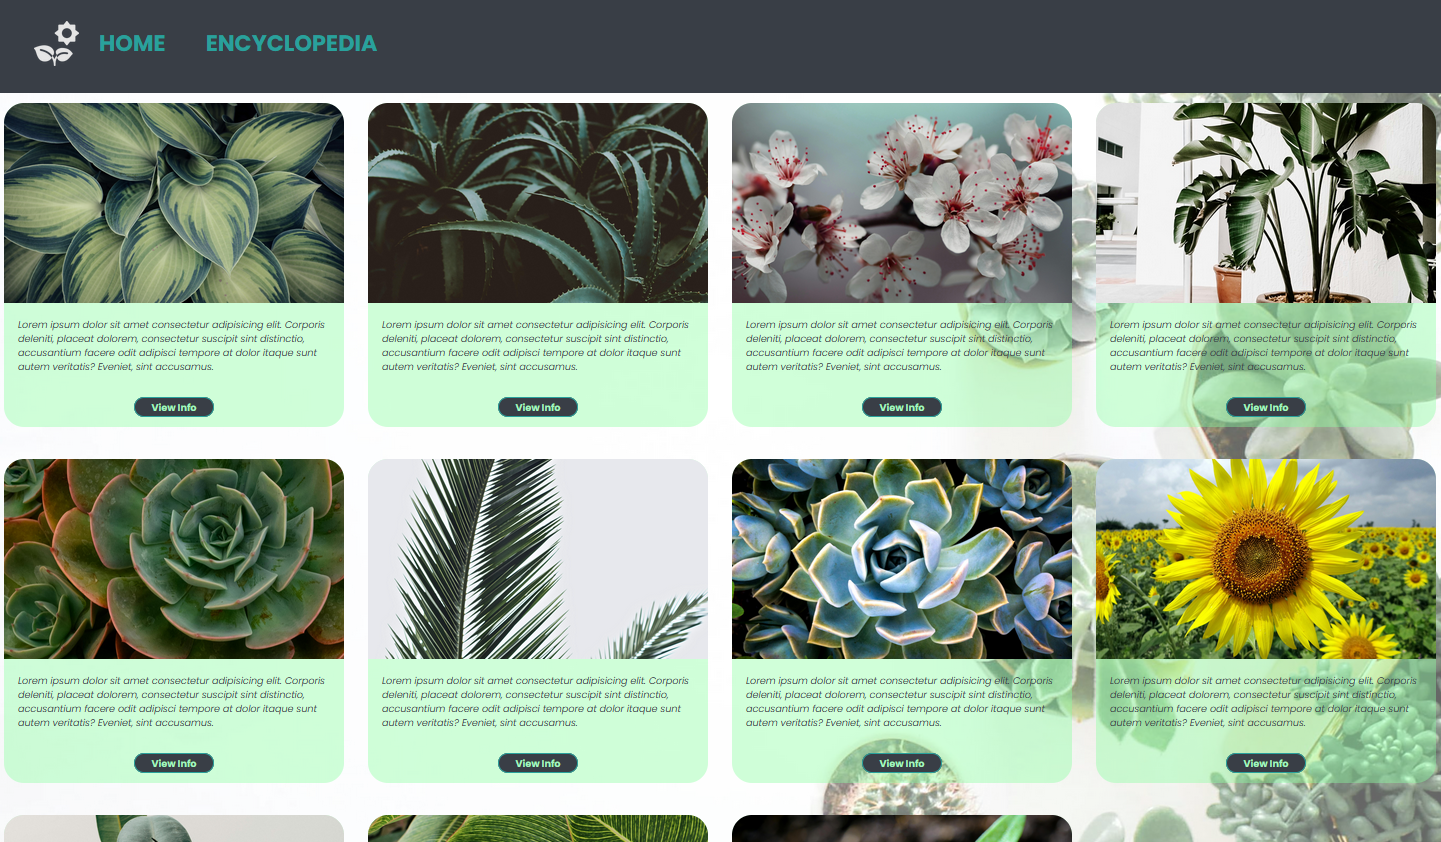 HOME ENCYCLOPEDIA
Lorem ipsum dolor sit amet consectetur adipisicing elit. Corporis
deleniti, placeat dolorem, consectetur suscipit sint distinctio,
accusantium facere odit adipisci tempore at dolor itaque sunt
autem veritatis? Eveniet, sint accusamus.
View Info
Lorem ipsum dolor sit amet consectetur adipisicing elit. Corporis
deleniti, placeat dolorem, consectetur suscipit sint distinctio,
accusantium facere odit adipisci tempore at dolor itaque sunt
autem veritatis? Eveniet, sint accusamus.
View Info
Lorem ipsum dolor sit amet consectetur adipisicing elit. Corporis
deleniti, placeat dolorem, consectetur suscipit sint distinctio,
accusantium facere odit adipisci tempore at dolor itaque sunt
autem veritatis? Eveniet, sint accusamus.
View Info
Lorem ipsum dolor sit amet consectetur adipisicing elit. Corporis
deleniti, placeat dolorem, consectetur suscipit sint distinctio,
accusantium facere odit adipisci tempore at dolor itaque sunt
autem veritatis? Eveniet, sint accusamus.
View Info
Lorem ipsum dolor sit amet consectetur adipisicing elit. Corporis
deleniti, placeat dolorem, consectetur suscipit sint distinctio,
accusantium facere odit adipisci tempore at dolor itaque sunt
autem veritatis? Eveniet, sint accusamus.
View Info
Lorem ipsum dolor sit amet consectetur adipisicing elit. Corporis
deleniti, placeat dolorem, consectetur suscipit sint distinctio,
accusantium facere odit adipisci tempore at dolor itaque sunt
autem veritatis? Eveniet, sint accusamus.
View Info
Lorem ipsum dolor sit amet consectetur adipisicing elit. Corporis
deleniti, placeat dolorem, consectetur suscipit sint distinctio,
accusantium facere odit adipisci tempore at dolor itaque sunt
autem veritatis? Eveniet, sint accusamus.
View Info
Lorem ipsum dolor sit amet consectetur adipisicing elit. Corporis
deleniti, placeat dolorem, consectetur suscipit sint distinctio,
accusantium facere odit adipisci tempore at dolor itaque sunt
autem veritatis? Eveniet, sint accusamus.
View Info